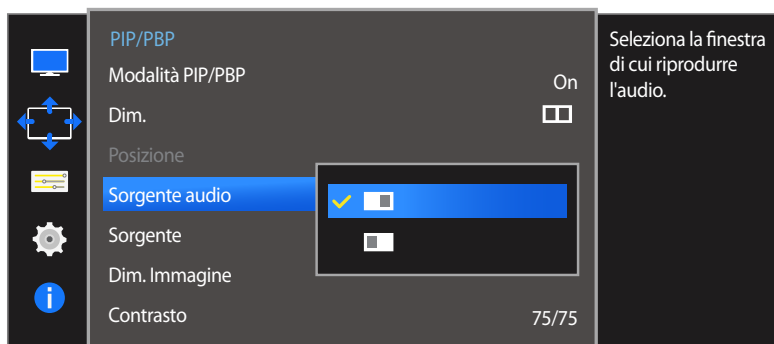 PIP/PBP
Modalità PIP/PBP
On
Dim.
Posizione
Sorgente audio
Sorgente
Dim. Immagine
Contrasto
75/75
Seleziona la finestra
di cui riprodurre
l'audio.